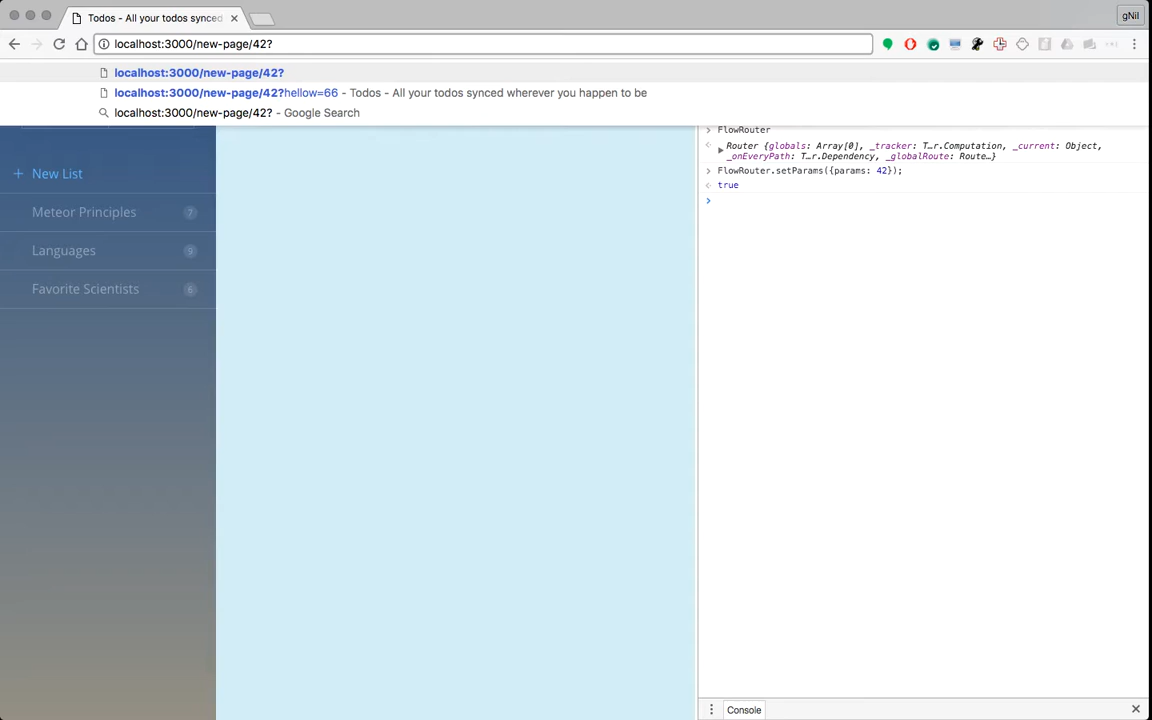 Todos - All your todos synced
gNil
localhost:3000/new-page/42?
localhost:3000/new-page/42?
localhost:3000/new-page/42?hellow=66 - Todos - All your todos synced wherever you happen to be
localhost:3000/new-page/42? - Google Search
New List
Meteor Principles 7
Languages 9
Favorite Scientists 6
FlowRouter
Router {globals: Array[0], _tracker: T…r.Computation, _current: Object,
_onEveryPath: T…r.Dependency, _globalRoute: Route…}
FlowRouter.setParams({params: 42});
true
Console